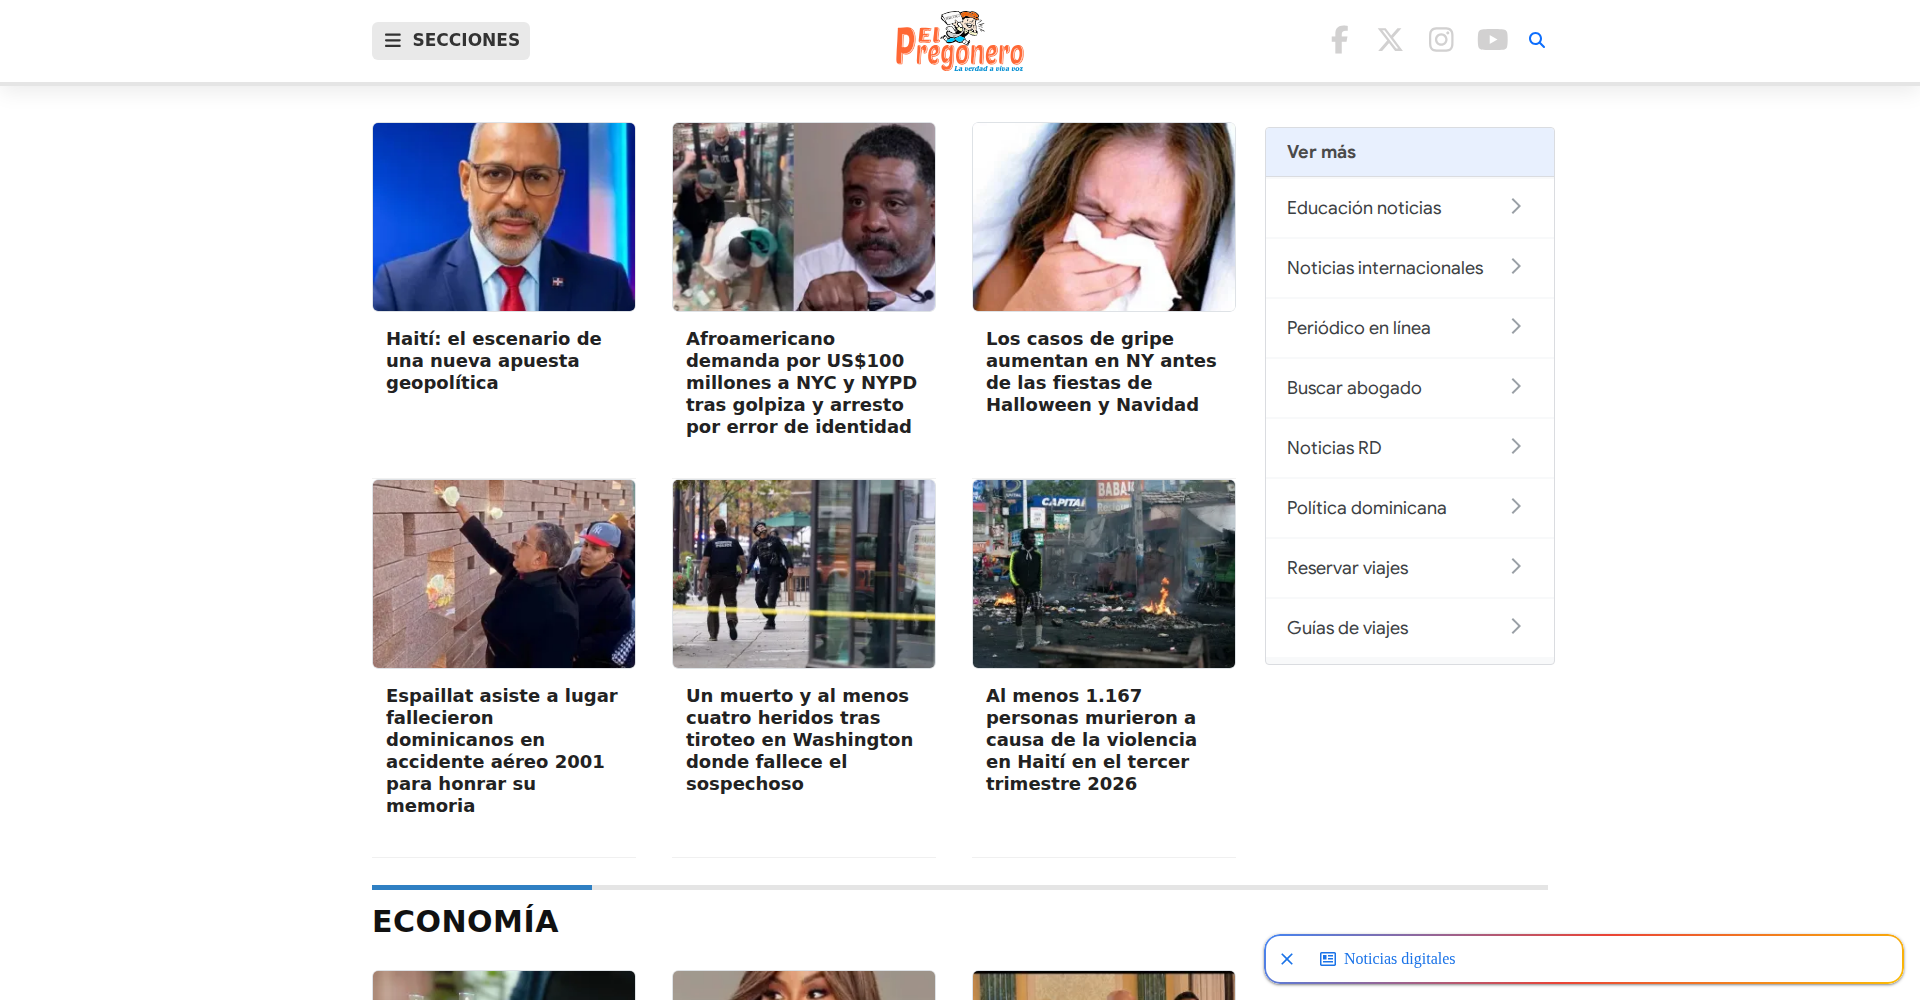 SECCIONES
EL Pregonero
La verdad a viva voz
Haití: el escenario de
una nueva apuesta
geopolítica
Afroamericano
demanda por US$100
millones a NYC y NYPD
tras golpiza y arresto
por error de identidad
Los casos de gripe
aumentan en NY antes
de las fiestas de
Halloween y Navidad
CAPITAL
BABA
CAPITAL
Espaillat asiste a lugar
fallecieron
dominicanos en
accidente aéreo 2001
para honrar su
memoria
Un muerto y al menos
cuatro heridos tras
tiroteo en Washington
donde fallece el
sospechoso
Al menos 1.167
personas murieron a
causa de la violencia
en Haití en el tercer
trimestre 2026
Ver más
Educación noticias
Noticias internacionales
Periódico en línea
Buscar abogado
Noticias RD
Política dominicana
Reservar viajes
Guías de viajes
ECONOMÍA
Noticias digitales